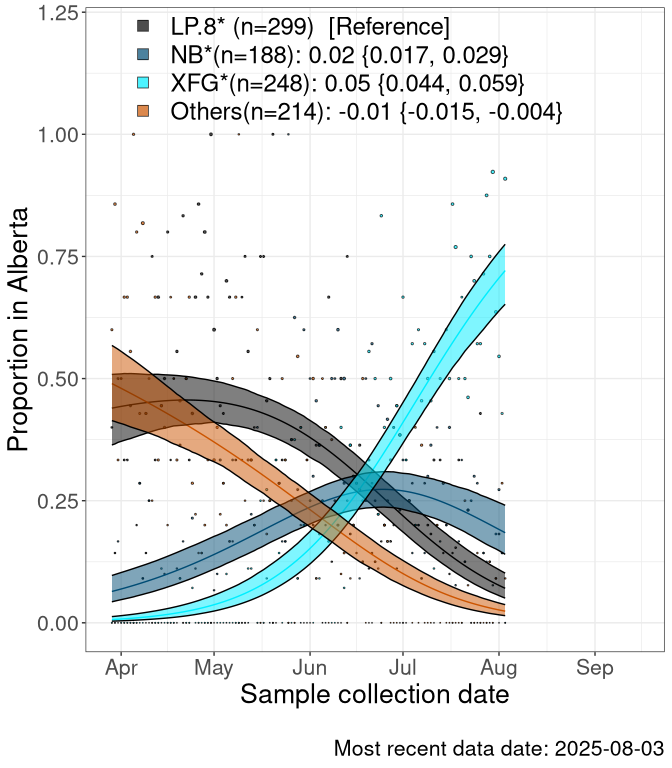 1.25
LP.8* (n=299)  [Reference]
NB*(n=188): 0.02 {0.017, 0.029}
XFG*(n=248): 0.05 {0.044, 0.059}
Others(n=214): -0.01 {-0.015, -0.004}
1.00
0.75
0.50
0.25
0.00
Proportion in Alberta
Apr May Jun Jul Aug Sep
Sample collection date
Most recent data date: 2025-08-03